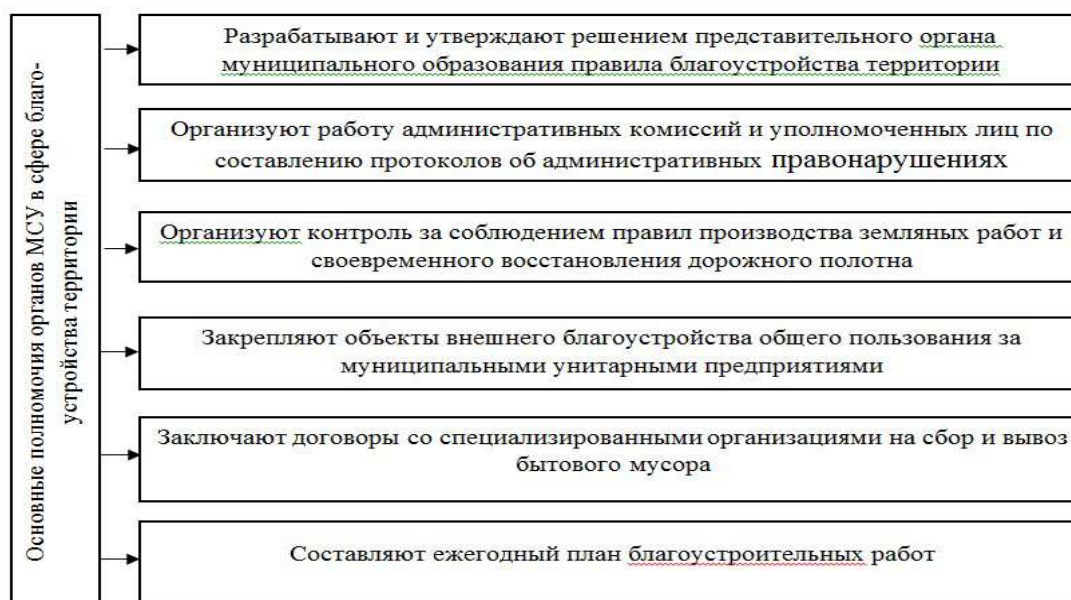 Основные полномочия органов МСУ в сфере благо-
устройства территории
Разрабатывают и утверждают решением представительного органа
муниципального образования правила благоустройства территории
Организуют работу административных комиссий и уполномоченных лиц по
составлению протоколов об административных правонарушениях
Организуют контроль за соблюдением правил производства земляных работ и
своевременного восстановления дорожного полотна
Закрепляют объекты внешнего благоустройства общего пользования за
муниципальными унитарными предприятиями
Заключают договоры со специализированными организациями на сбор и вывоз
бытового мусора
Составляют ежегодный план благоустроительных работ